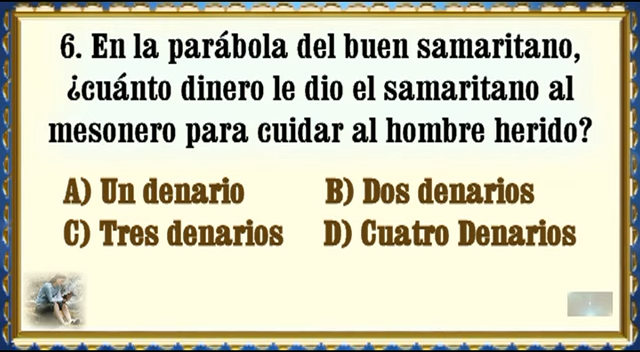 6. En la parábola del buen samaritano,
¿cuánto dinero le dio el samaritano al
mesonero para cuidar al hombre herido?
A) Un denario B) Dos denarios
C) Tres denarios D) Cuatro Denarios